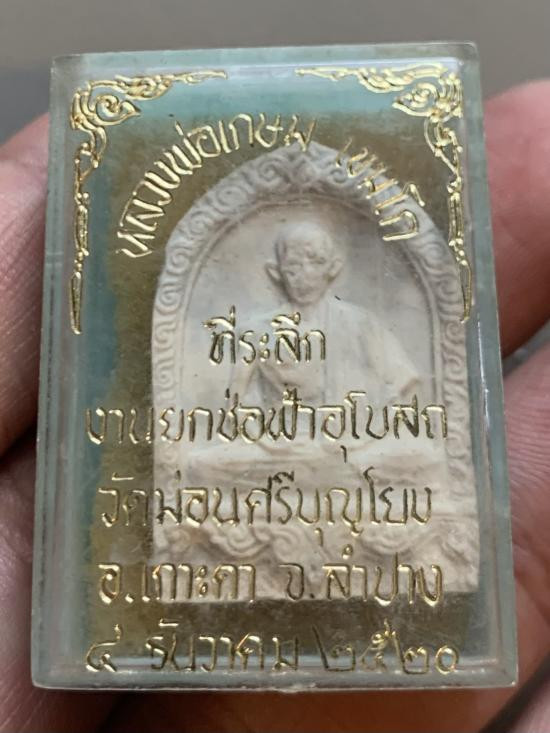 หลวงพ่อเกษม เขมโก
ที่ระลึก
งานยกช่อฟ้าอุโบสถ
วัดม่อนศรีบุญโยง
อ.เกาะคา จ.ลำปาง
๔ ธันวาคม ๒๕๒๐